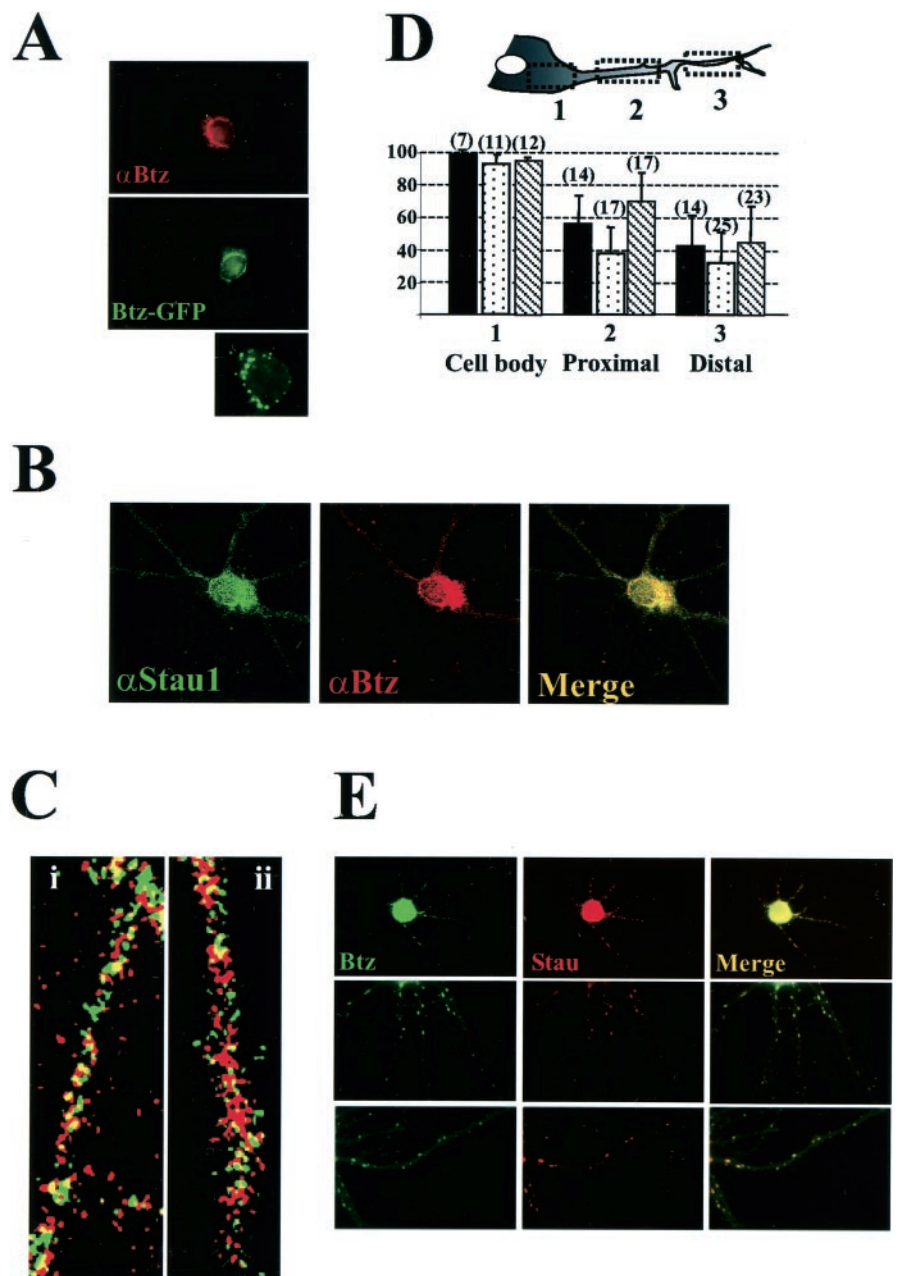 A
αBtz
Btz-GFP
D
1
2
3
(7)
(11)
(12)
(14)
(17)
(17)
(14)
(25)
(23)
100
80
60
40
20
1
2
3
Cell body
Proximal
Distal
B
αStau1
αBtz
Merge
C
i
ii
E
Btz
Stau
Merge